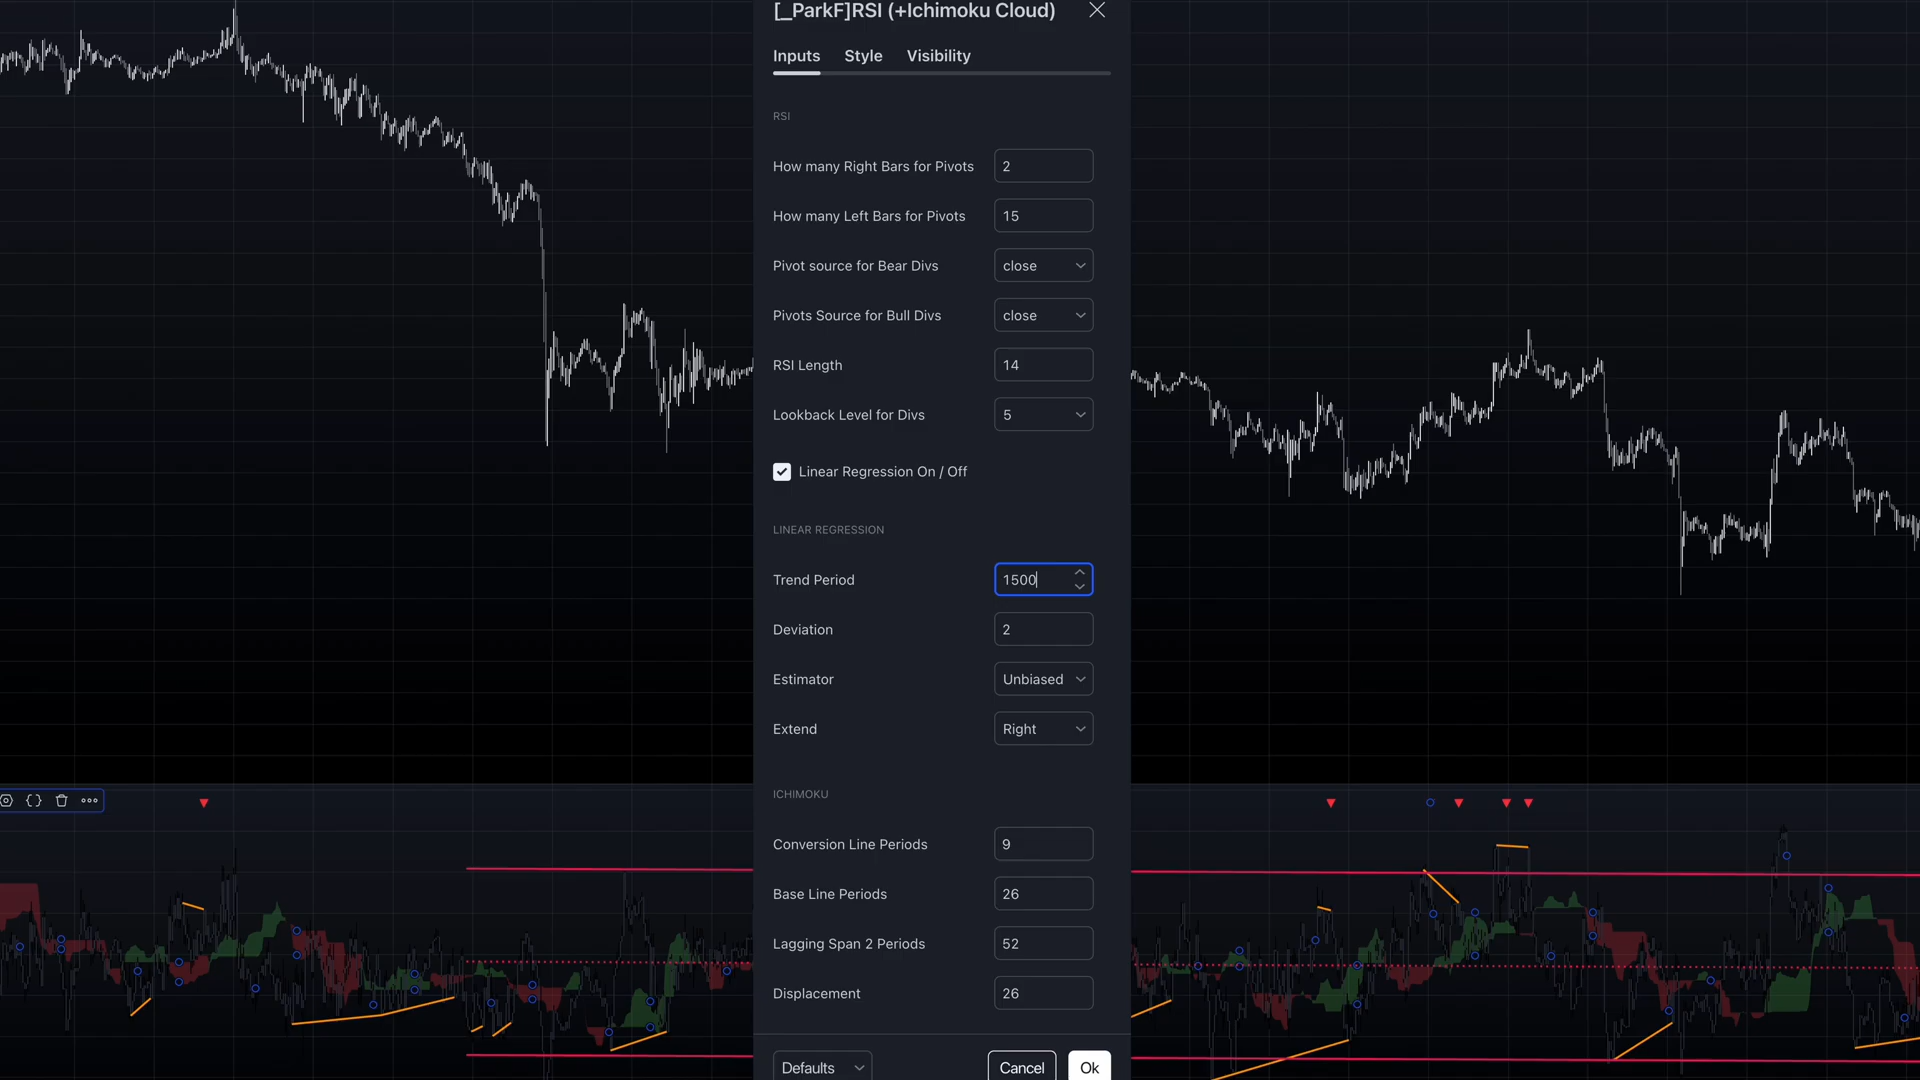 [_ParkF]RSI (+Ichimoku Cloud)
Inputs Style Visibility
RSI
How many Right Bars for Pivots 2
How many Left Bars for Pivots 15
Pivot source for Bear Divs close
Pivots Source for Bull Divs close
RSI Length 14
Lookback Level for Divs 5
Linear Regression On / Off
LINEAR REGRESSION
Trend Period 1500
Deviation 2
Estimator Unbiased
Extend Right
ICHIMOKU
Conversion Line Periods 9
Base Line Periods 26
Lagging Span 2 Periods 52
Displacement 26
Defaults Cancel Ok